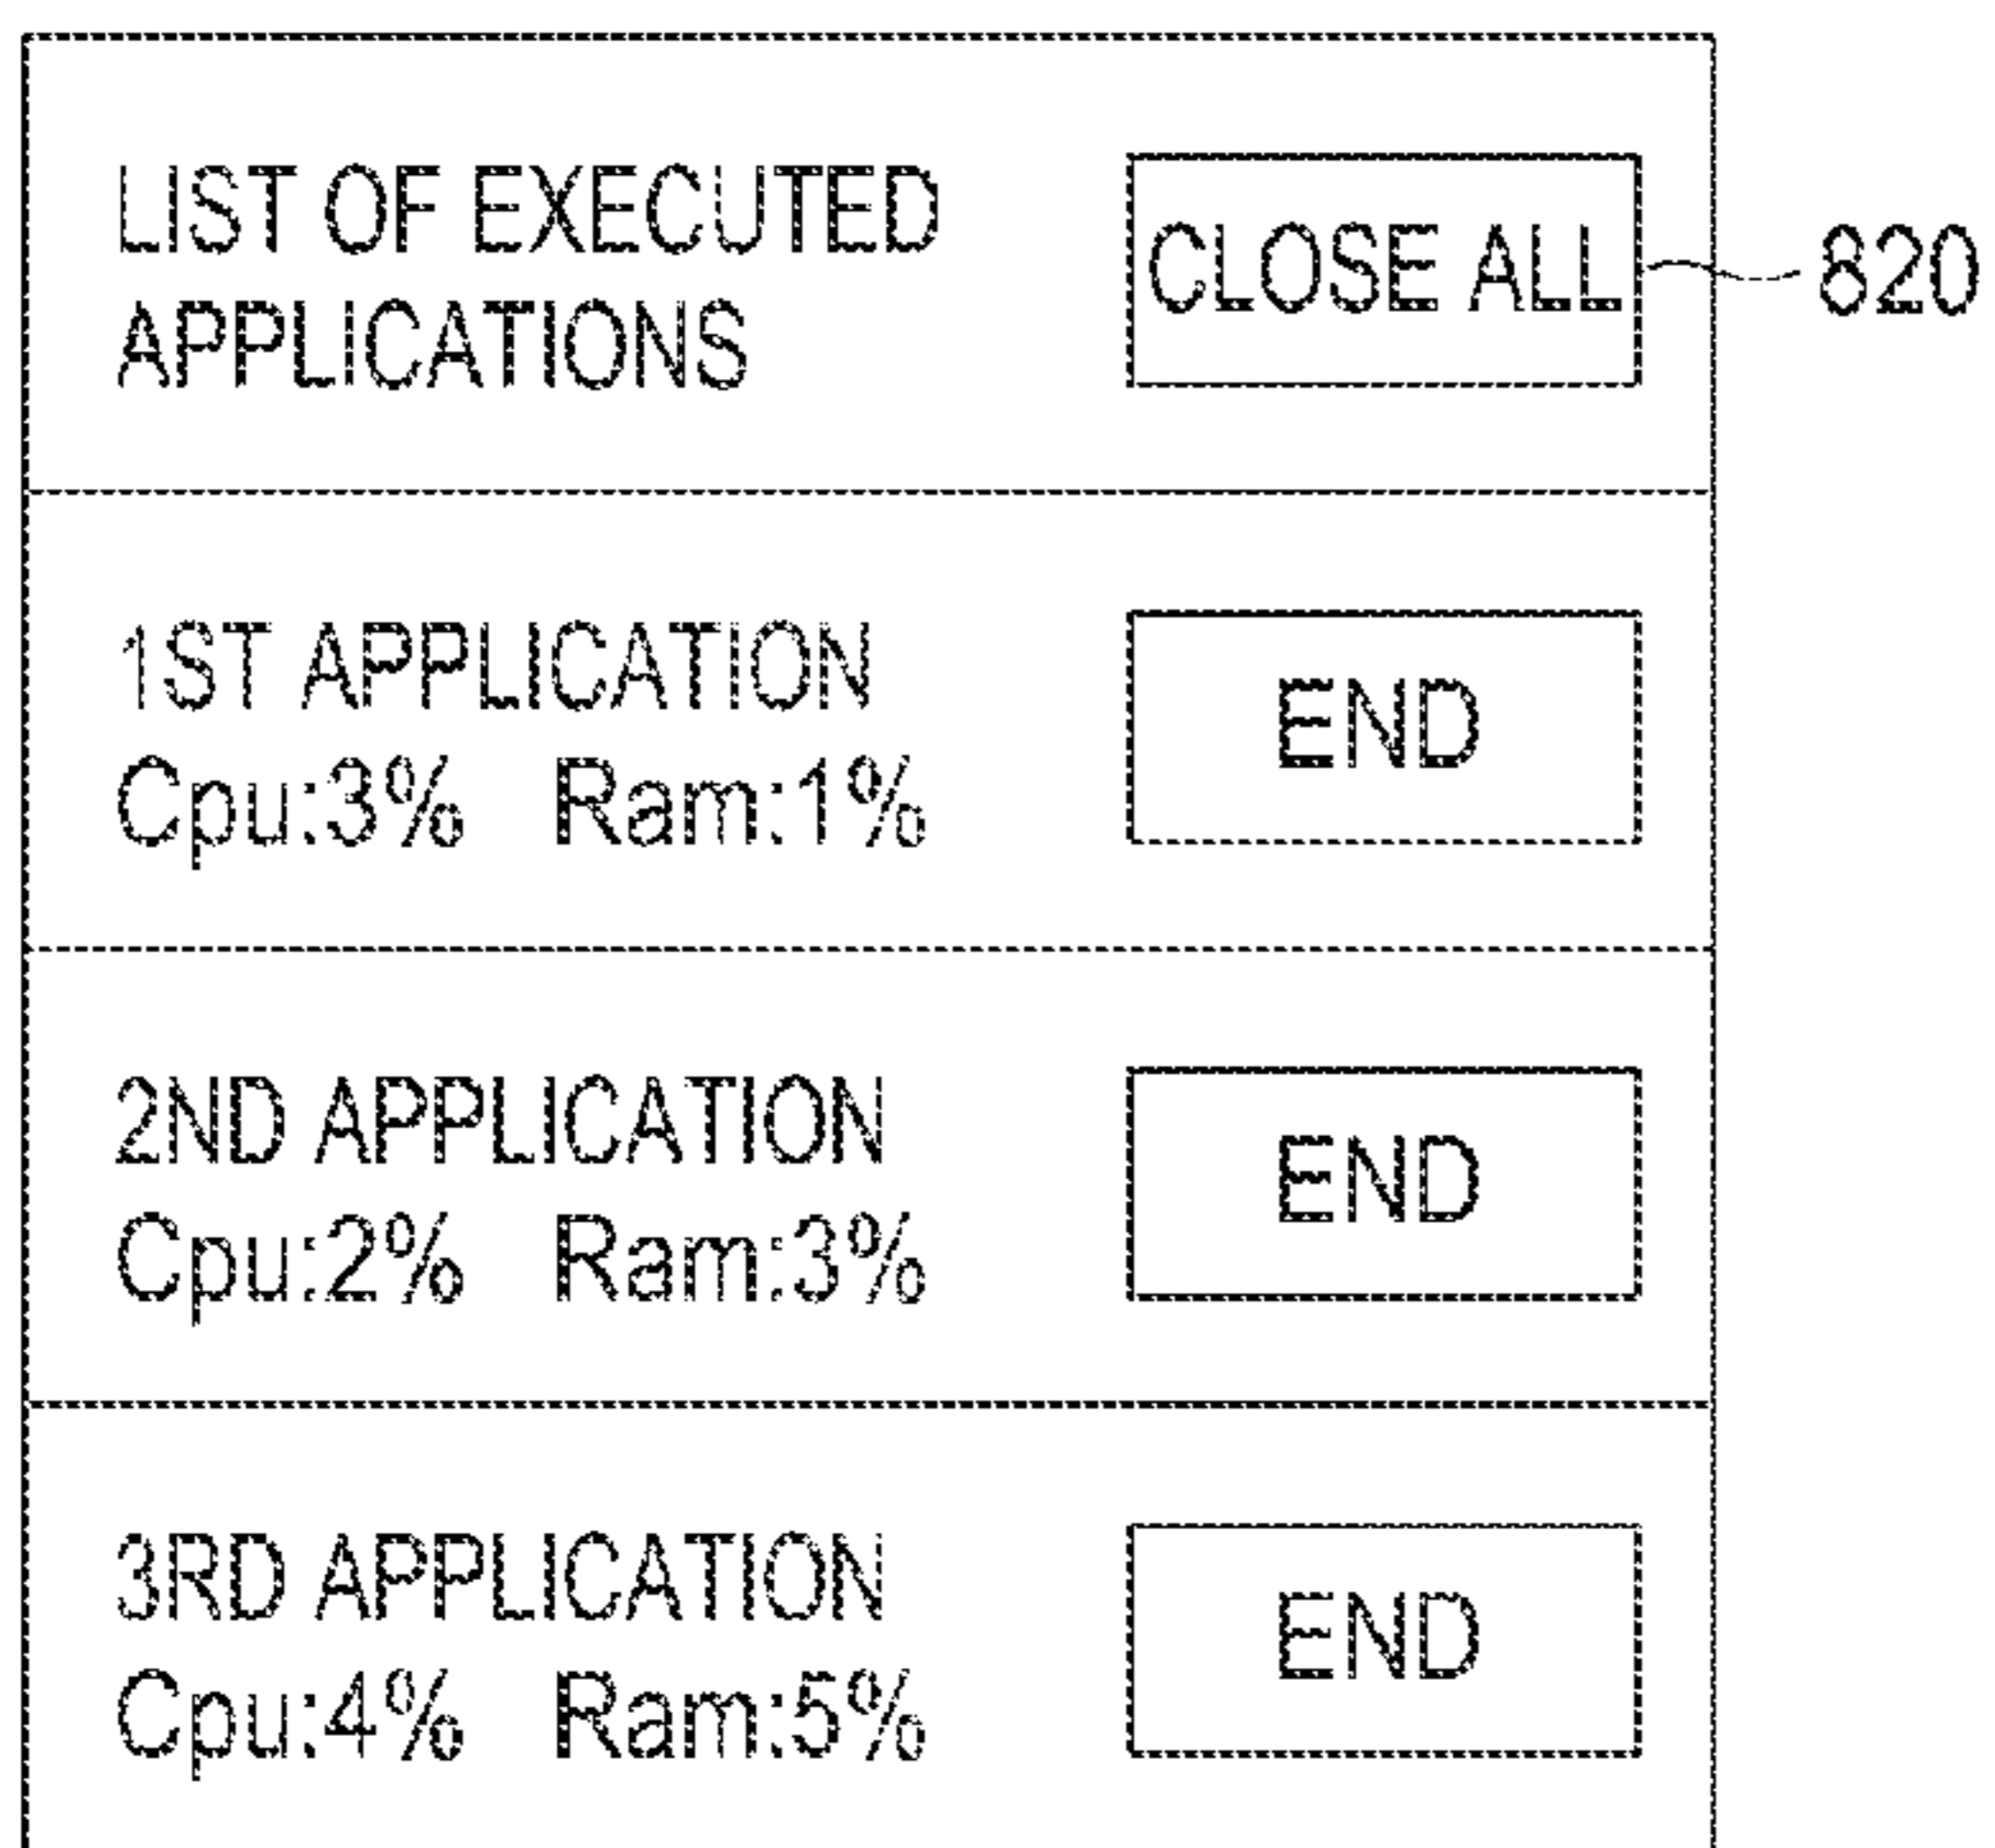 LIST OF EXECUTED
APPLICATIONS
CLOSE ALL
820
1ST APPLICATION
Cpu:3% Ram:1%
END
2ND APPLICATION
Cpu:2% Ram:3%
END
3RD APPLICATION
Cpu:4% Ram:5%
END